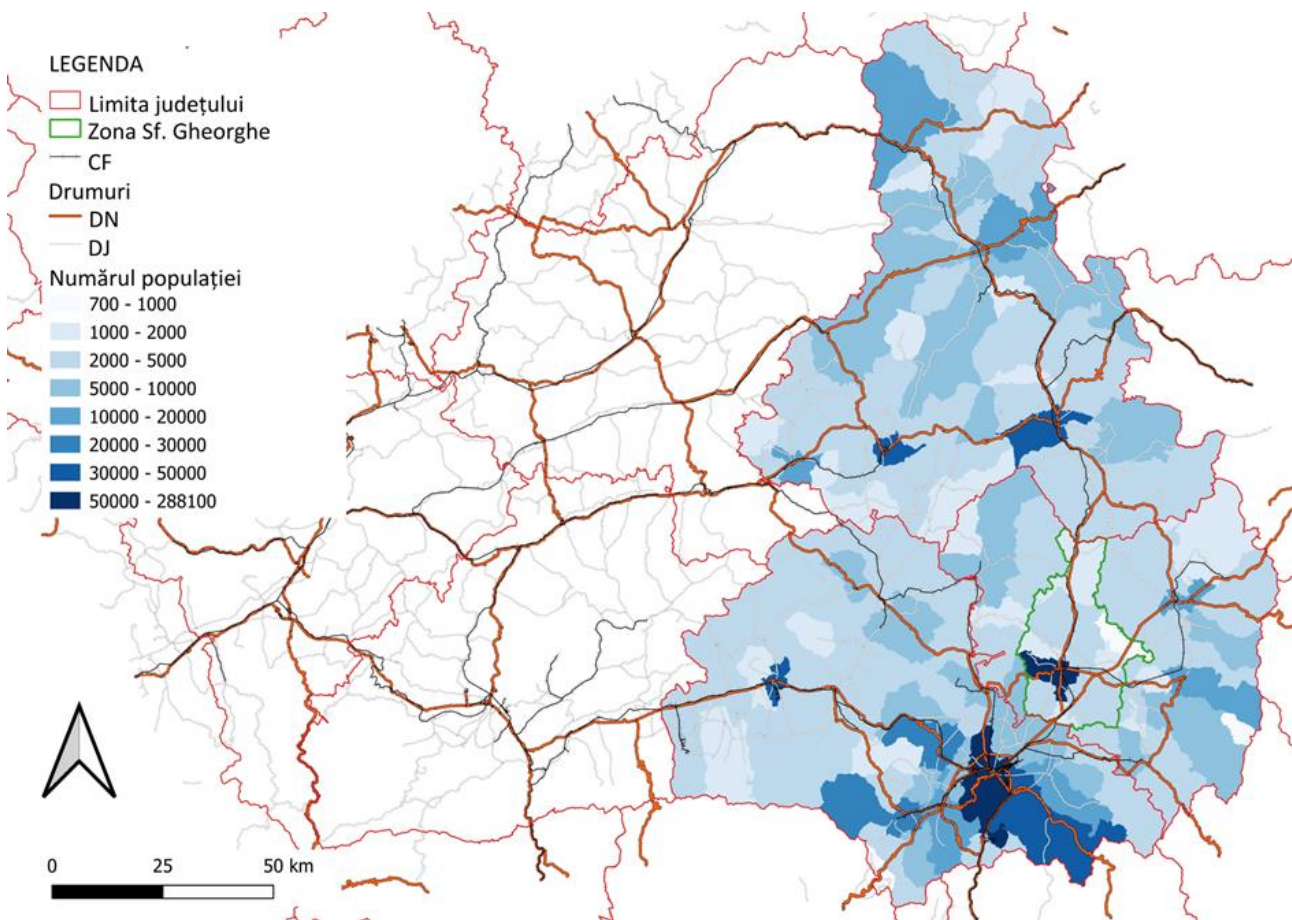 LEGENDA
Limita județului
Zona Sf. Gheorghe
CF
Drumuri
DN
DJ
Numărul populației
700 - 1000
1000 - 2000
2000 - 5000
5000 - 10000
10000 - 20000
20000 - 30000
30000 - 50000
50000 - 288100
0 25 50 km